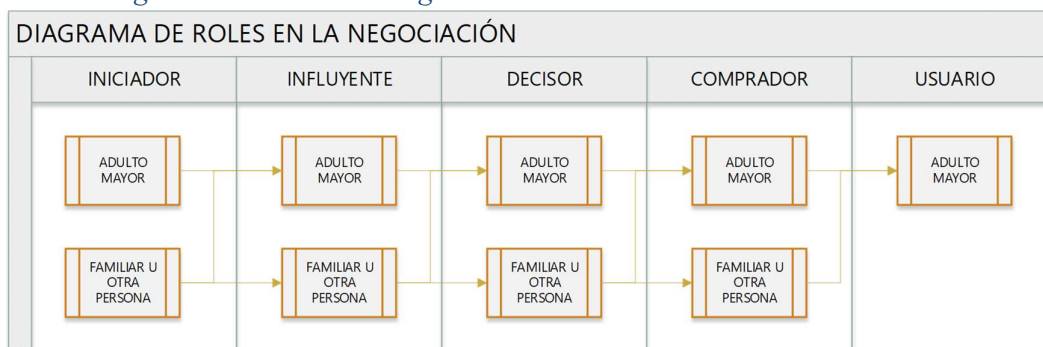 DIAGRAMA DE ROLES EN LA NEGOCIACIÓN
INICIADOR
INFLUYENTE
DECISOR
COMPRADOR
USUARIO
ADULTO
MAYOR
ADULTO
MAYOR
ADULTO
MAYOR
ADULTO
MAYOR
ADULTO
MAYOR
FAMILIAR U
OTRA
PERSONA
FAMILIAR U
OTRA
PERSONA
FAMILIAR U
OTRA
PERSONA
FAMILIAR U
OTRA
PERSONA